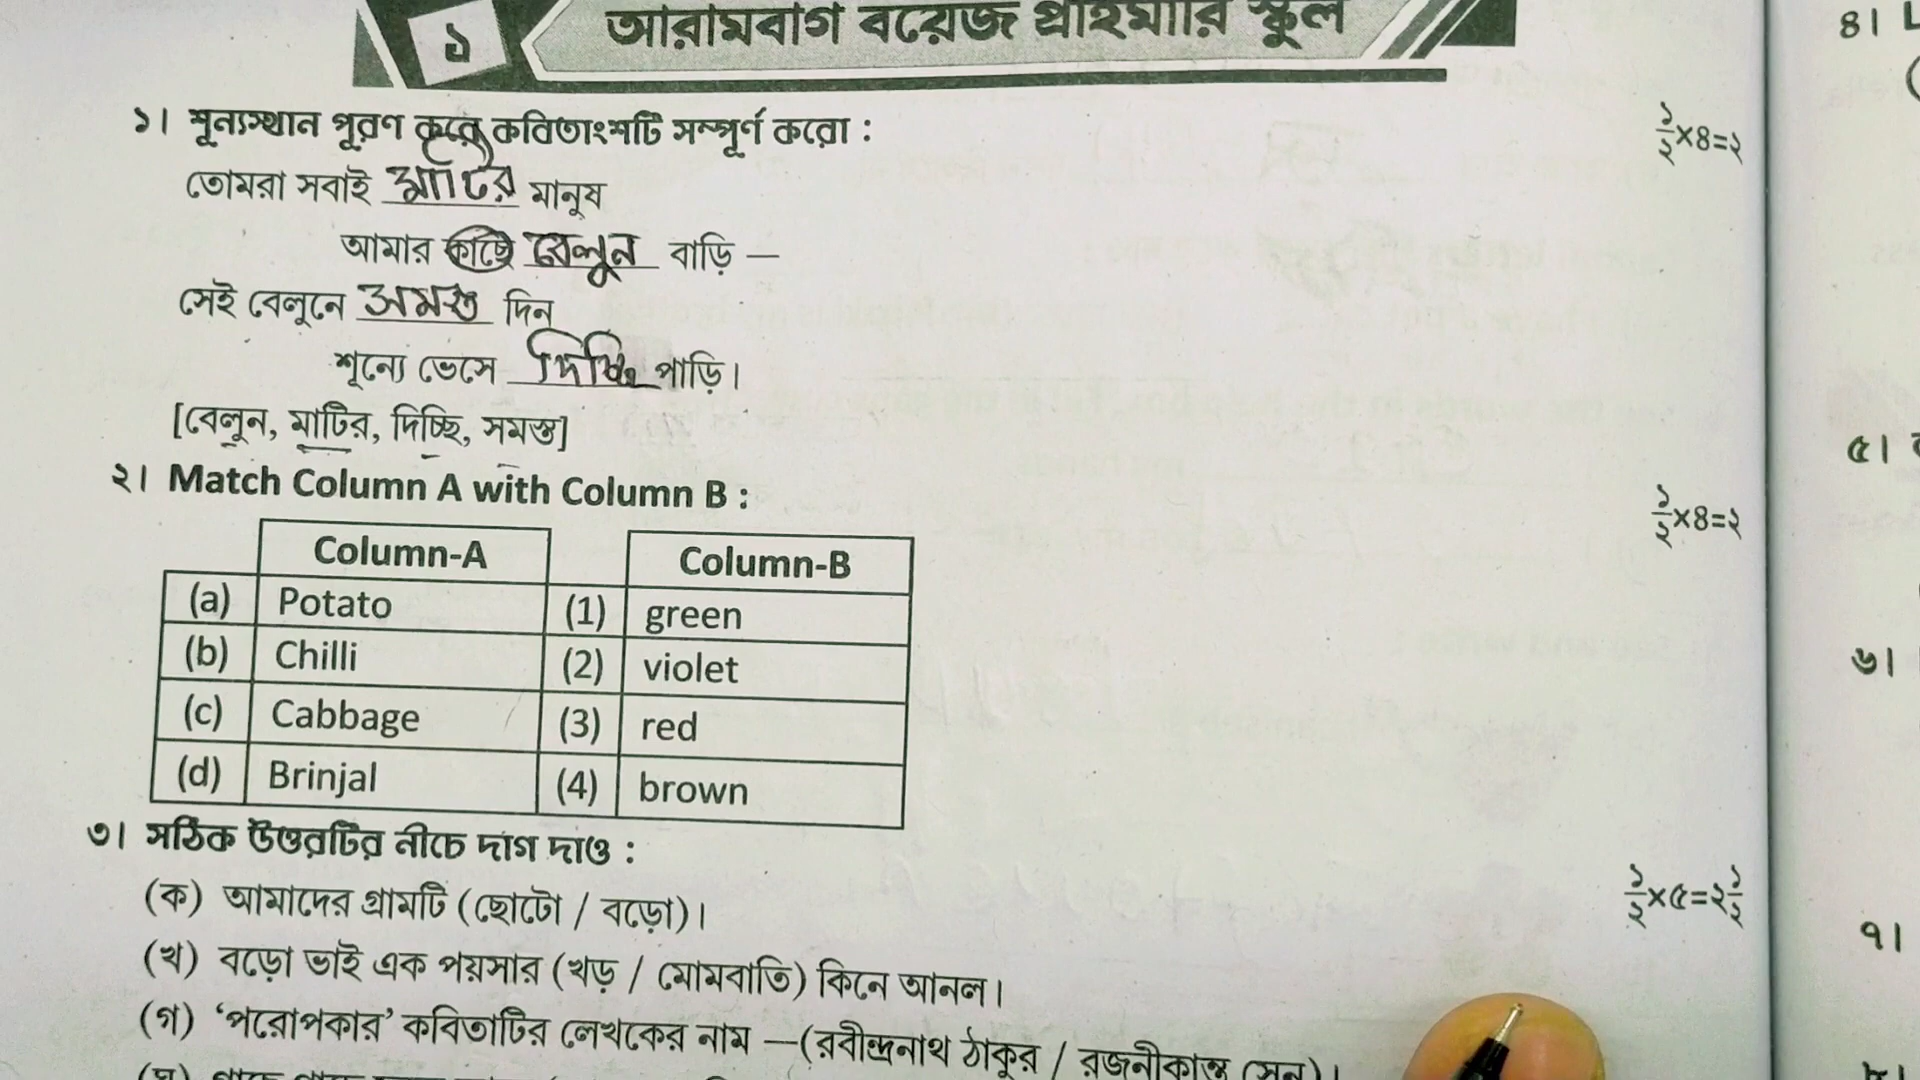 ১ আরামবাগ বয়েজ প্রাইমারি স্কুল
১। শূন্যস্থান পূরণ করে কবিতাংশটি সম্পূর্ণ করো : ১/২×৪=২
তোমরা সবাই মাটির মানুষ
আমার কাছে বেলুন বাড়ি —
সেই বেলুনে সমস্ত দিন
শূন্যে ভেসে দিচ্ছি পাড়ি।
[বেলুন, মাটির, দিচ্ছি, সমস্ত]
২। Match Column A with Column B : ১/২×৪=২
Column-A Column-B
(a) Potato (1) green
(b) Chilli (2) violet
(c) Cabbage (3) red
(d) Brinjal (4) brown
৩। সঠিক উত্তরটির নীচে দাগ দাও : ১/২×৫=২ ১/২
(ক) আমাদের গ্রামটি (ছোটো / বড়ো)।
(খ) বড়ো ভাই এক পয়সার (খড় / মোমবাতি) কিনে আনল।
(গ) ‘পরোপকার’ কবিতাটির লেখকের নাম —(রবীন্দ্রনাথ ঠাকুর / রজনীকান্ত সেন)।
(ঘ)
৪।
৫।
৬।
৭।
৮।